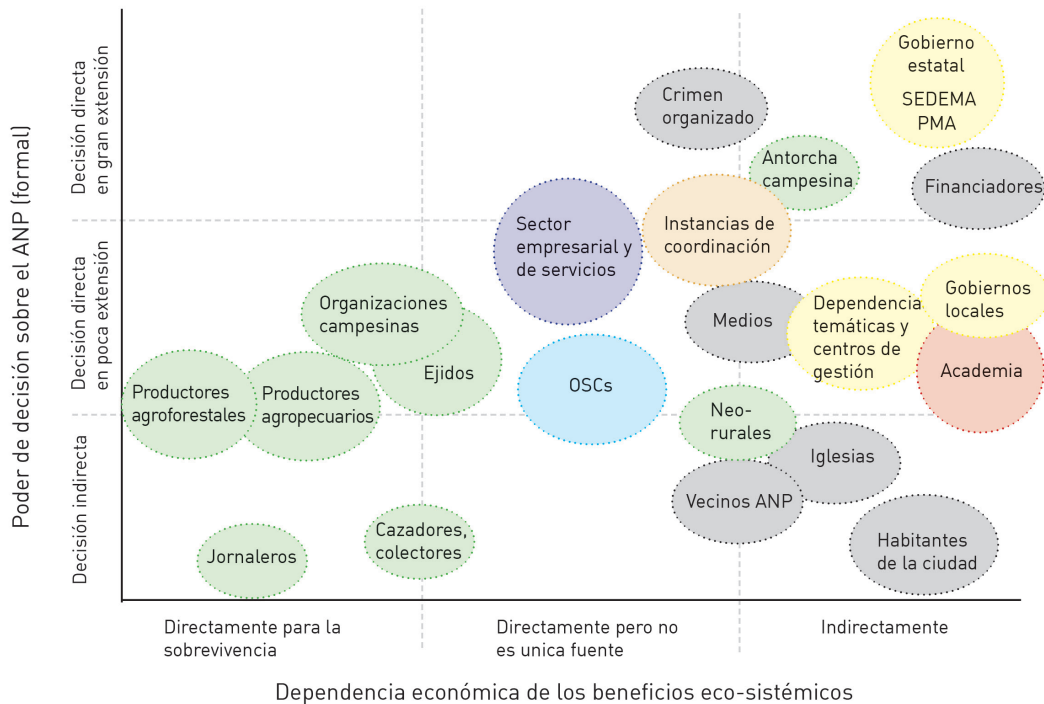 Poder de decisión sobre el ANP (formal)
Decisión directa
en gran extensión
Decisión directa
en poca extensión
Decisión indirecta
Gobierno
estatal
SEDEMA
PMA
Crimen
organizado
Antorcha
campesina
Financiadores
Sector
empresarial y
de servicios
Instancias de
coordinación
Organizaciones
campesinas
Medios
Dependencia
temáticas y
centros de
gestión
Gobiernos
locales
Ejidos
OSCs
Academia
Productores
agroforestales
Productores
agropecuarios
Neo-
rurales
Iglesias
Vecinos ANP
Jornaleros
Cazadores,
colectores
Habitantes
de la ciudad
Directamente para la
sobrevivencia
Directamente pero no
es unica fuente
Indirectamente
Dependencia económica de los beneficios eco-sistémicos